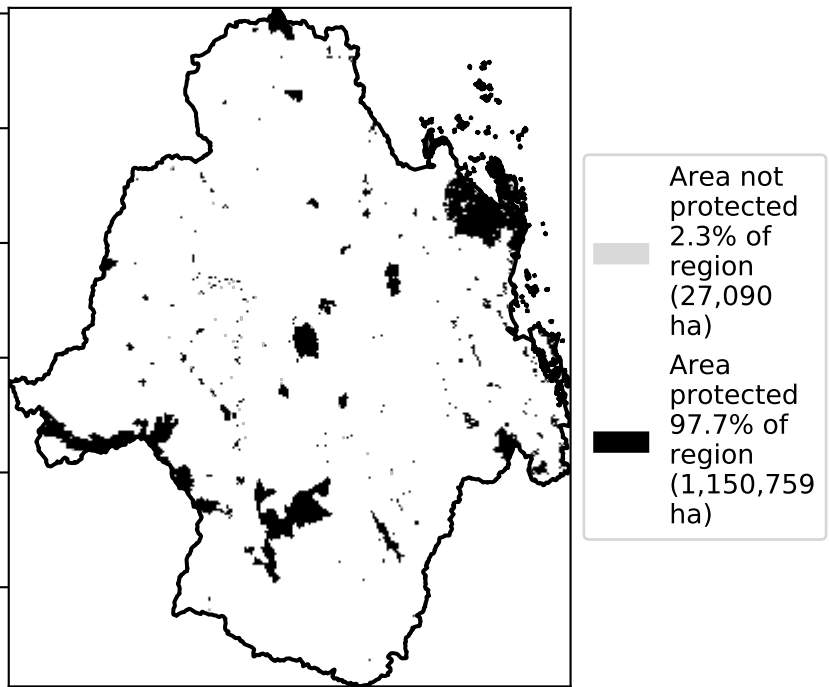 Area not
protected
2.3% of
region
(27,090
ha)
Area
protected
97.7% of
region
(1,150,759
ha)